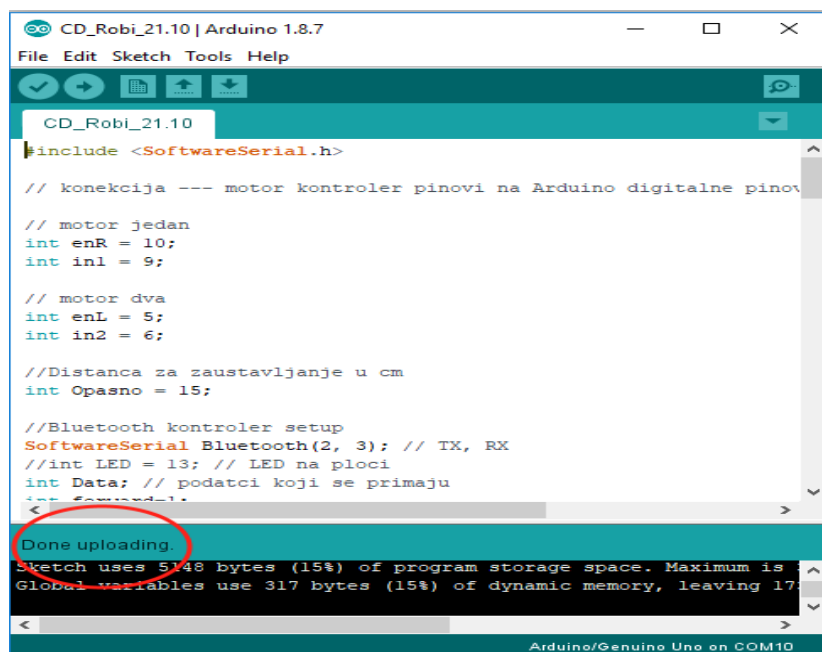 CD_Robi_21.10 | Arduino 1.8.7
File Edit Sketch Tools Help
CD_Robi_21.10
#include <SoftwareSerial.h>
// konekcija --- motor kontroler pinovi na Arduino digitalne pinov
// motor jedan
int enR = 10;
int in1 = 9;
// motor dva
int enL = 5;
int in2 = 6;
//Distanca za zaustavljanje u cm
int Opasno = 15;
//Bluetooth kontroler setup
SoftwareSerial Bluetooth(2, 3); // TX, RX
//int LED = 13; // LED na ploci
int Data; // podatci koji se primaju
int forward=1;
Done uploading.
Sketch uses 5148 bytes (15%) of program storage space. Maximum is
Global variables use 317 bytes (15%) of dynamic memory, leaving 17
Arduino/Genuino Uno on COM10